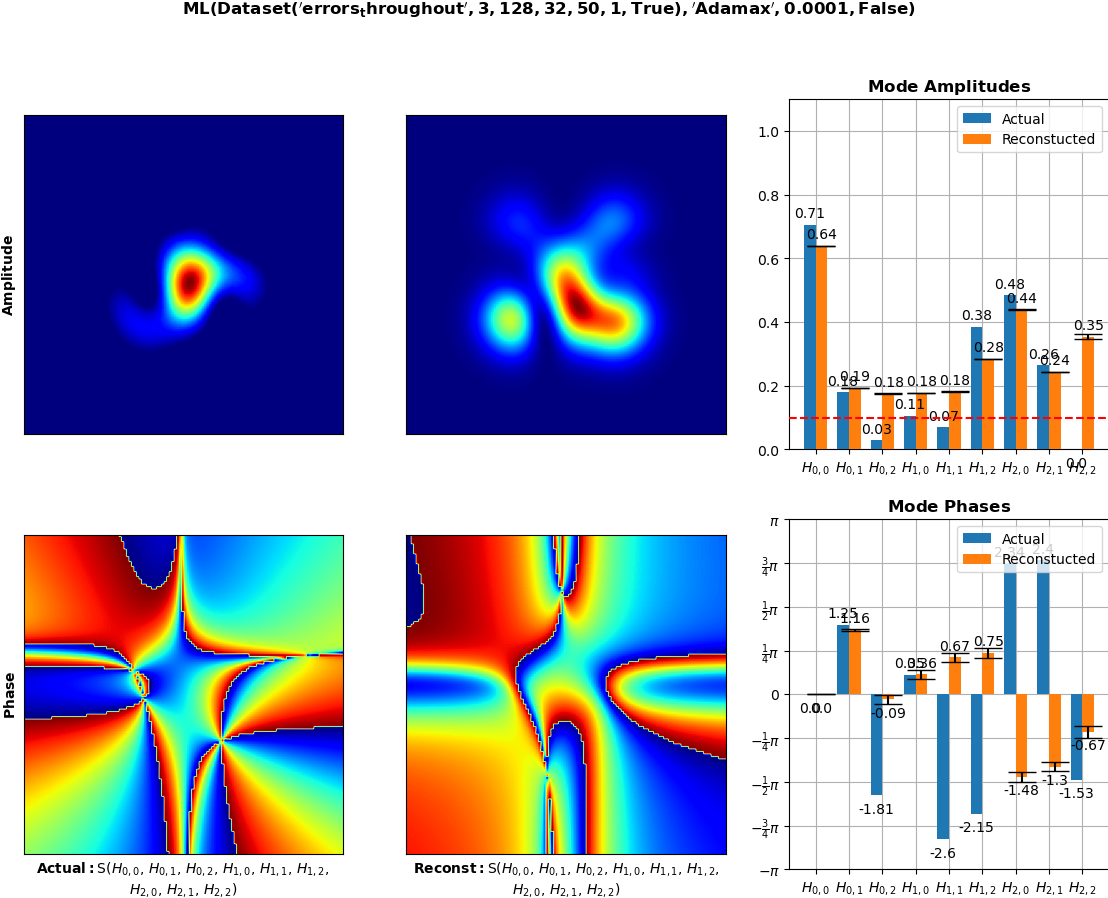 ML(Dataset('errors_throughout', 3, 128, 32, 50, 1, True), 'Adamax', 0.0001, False)
Mode Amplitudes
Actual
Reconstucted
1.0
0.8
0.6
0.4
0.2
0.0
0.71
0.64
0.18
0.19
0.03
0.18
0.11
0.18
0.07
0.18
0.38
0.28
0.48
0.44
0.26
0.24
0.0
0.35
H0,0 H0,1 H0,2 H1,0 H1,1 H1,2 H2,0 H2,1 H2,2
Amplitude
Mode Phases
Actual
Reconstucted
π
3/4π
1/2π
1/4π
0
−1/4π
−1/2π
−3/4π
−π
0.0
0.0
1.25
1.16
-1.81
-0.09
0.35
0.36
-2.6
0.67
-2.15
0.75
2.34
-1.48
2.4
-1.3
-1.53
-0.67
H0,0 H0,1 H0,2 H1,0 H1,1 H1,2 H2,0 H2,1 H2,2
Phase
Actual: S(H0,0, H0,1, H0,2, H1,0, H1,1, H1,2,
H2,0, H2,1, H2,2)
Reconst: S(H0,0, H0,1, H0,2, H1,0, H1,1, H1,2,
H2,0, H2,1, H2,2)